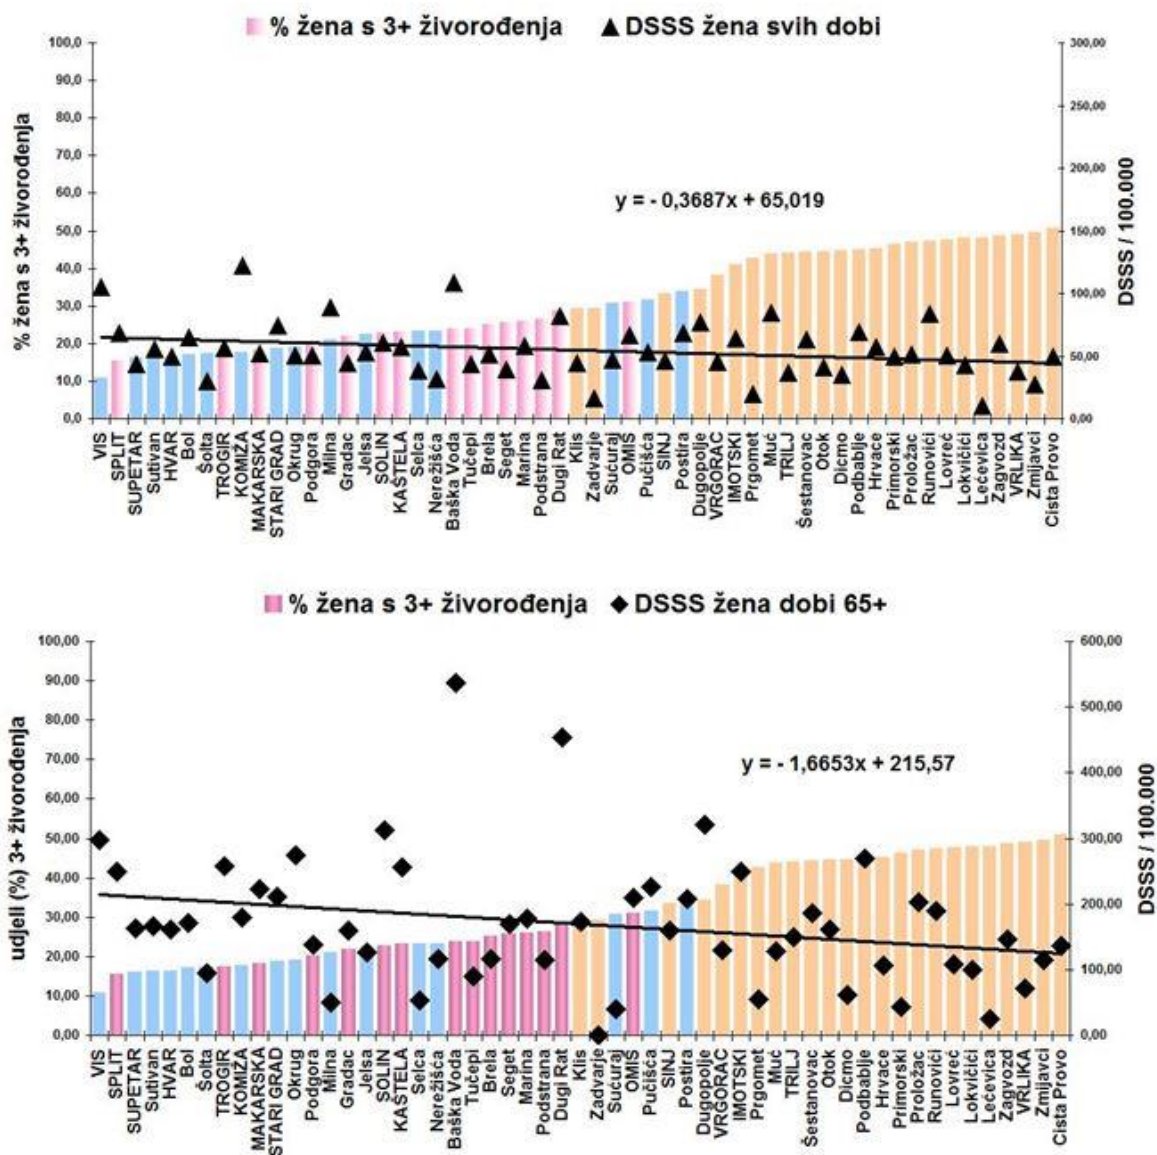 % žena s 3+ živorođenja ▲ DSSS žena svih dobi
100,0
90,0
80,0
70,0
60,0
50,0
40,0
30,0
20,0
10,0
0,0
% žena s 3+ živorođenja
300,00
250,00
200,00
150,00
100,00
50,00
0,00
DSSS / 100.000
y = - 0,3687x + 65,019
VIS
SPLIT
SUPETAR
Sutivan
HVAR
Bol
Šolta
TROGIR
KOMIŽA
MAKARSKA
STARI GRAD
Okrug
Podgora
Milna
Gradac
Jelsa
SOLIN
KAŠTELA
Selca
Nerežišća
Baška Voda
Tučepi
Brela
Seget
Marina
Podstrana
Dugi Rat
Klis
Zadvarje
Sućuraj
OMIŠ
Pučišća
SINJ
Postira
Dugopolje
VRGORAC
IMOTSKI
Prgomet
Muć
TRILJ
Šestanovac
Otok
Dicmo
Podbablje
Hrvace
Primorski
Proložac
Runovići
Lovreć
Lokvičići
Lećevica
Zagvozd
VRLIKA
Zmijavci
Cista Provo
% žena s 3+ živorođenja ◆ DSSS žena dobi 65+
100,00
90,00
80,00
70,00
60,00
50,00
40,00
30,00
20,00
10,00
0,00
udjeli (%) 3+ živorođenja
600,00
500,00
400,00
300,00
200,00
100,00
0,00
DSSS / 100.000
y = - 1,6653x + 215,57
VIS
SPLIT
SUPETAR
Sutivan
HVAR
Bol
Šolta
TROGIR
KOMIŽA
MAKARSKA
STARI GRAD
Okrug
Podgora
Milna
Gradac
Jelsa
SOLIN
KAŠTELA
Selca
Nerežišća
Baška Voda
Tučepi
Brela
Seget
Marina
Podstrana
Dugi Rat
Klis
Zadvarje
Sućuraj
OMIŠ
Pučišća
SINJ
Postira
Dugopolje
VRGORAC
IMOTSKI
Prgomet
Muć
TRILJ
Šestanovac
Otok
Dicmo
Podbablje
Hrvace
Primorski
Proložac
Runovići
Lovreć
Lokvičići
Lećevica
Zagvozd
VRLIKA
Zmijavci
Cista Provo